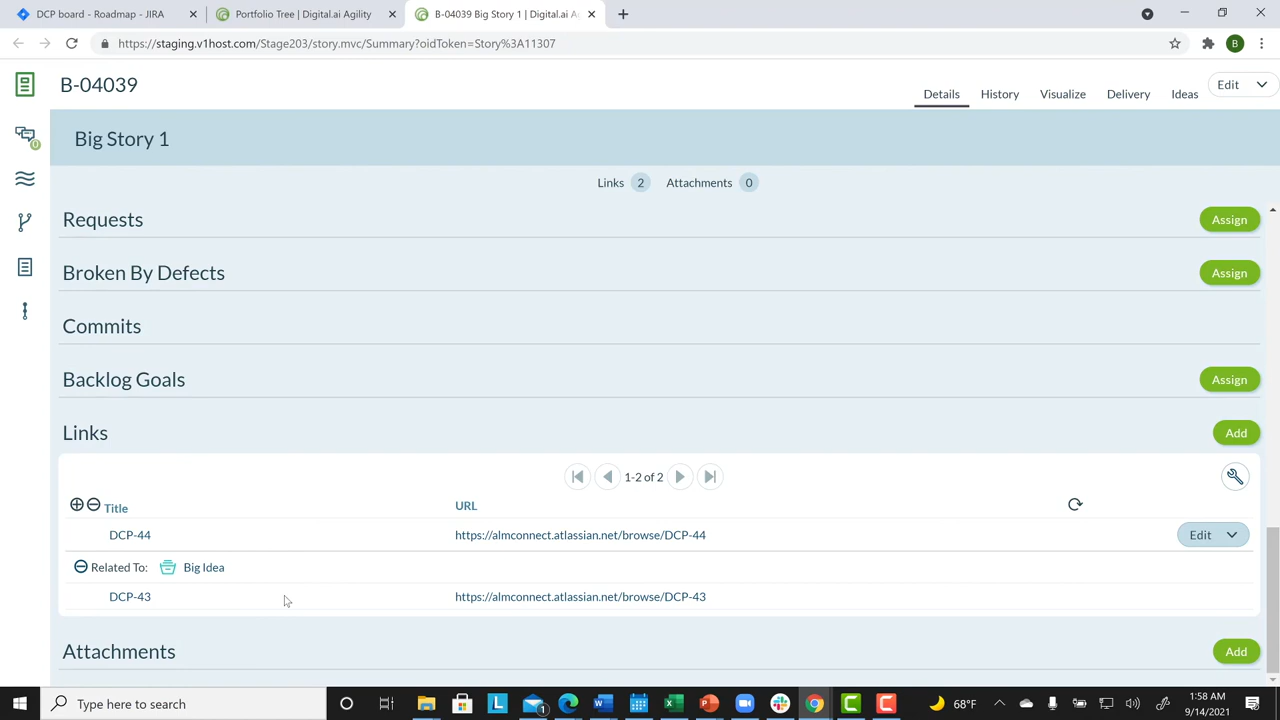 DCP board - Roadmap - JIRA
Portfolio Tree | Digital.ai Agility
B-04039 Big Story 1 | Digital.ai Ag
https://staging.v1host.com/Stage203/story.mvc/Summary?oidToken=Story%3A11307
B
B-04039
Details
History
Visualize
Delivery
Ideas
Edit
0
Big Story 1
Links 2 Attachments 0
Requests
Assign
Broken By Defects
Assign
Commits
Backlog Goals
Assign
Links
Add
1-2 of 2
Title
URL
DCP-44
https://almconnect.atlassian.net/browse/DCP-44
Edit
Related To: Big Idea
DCP-43
https://almconnect.atlassian.net/browse/DCP-43
Attachments
Add
Type here to search
L
1
68°F
1:58 AM
9/14/2021